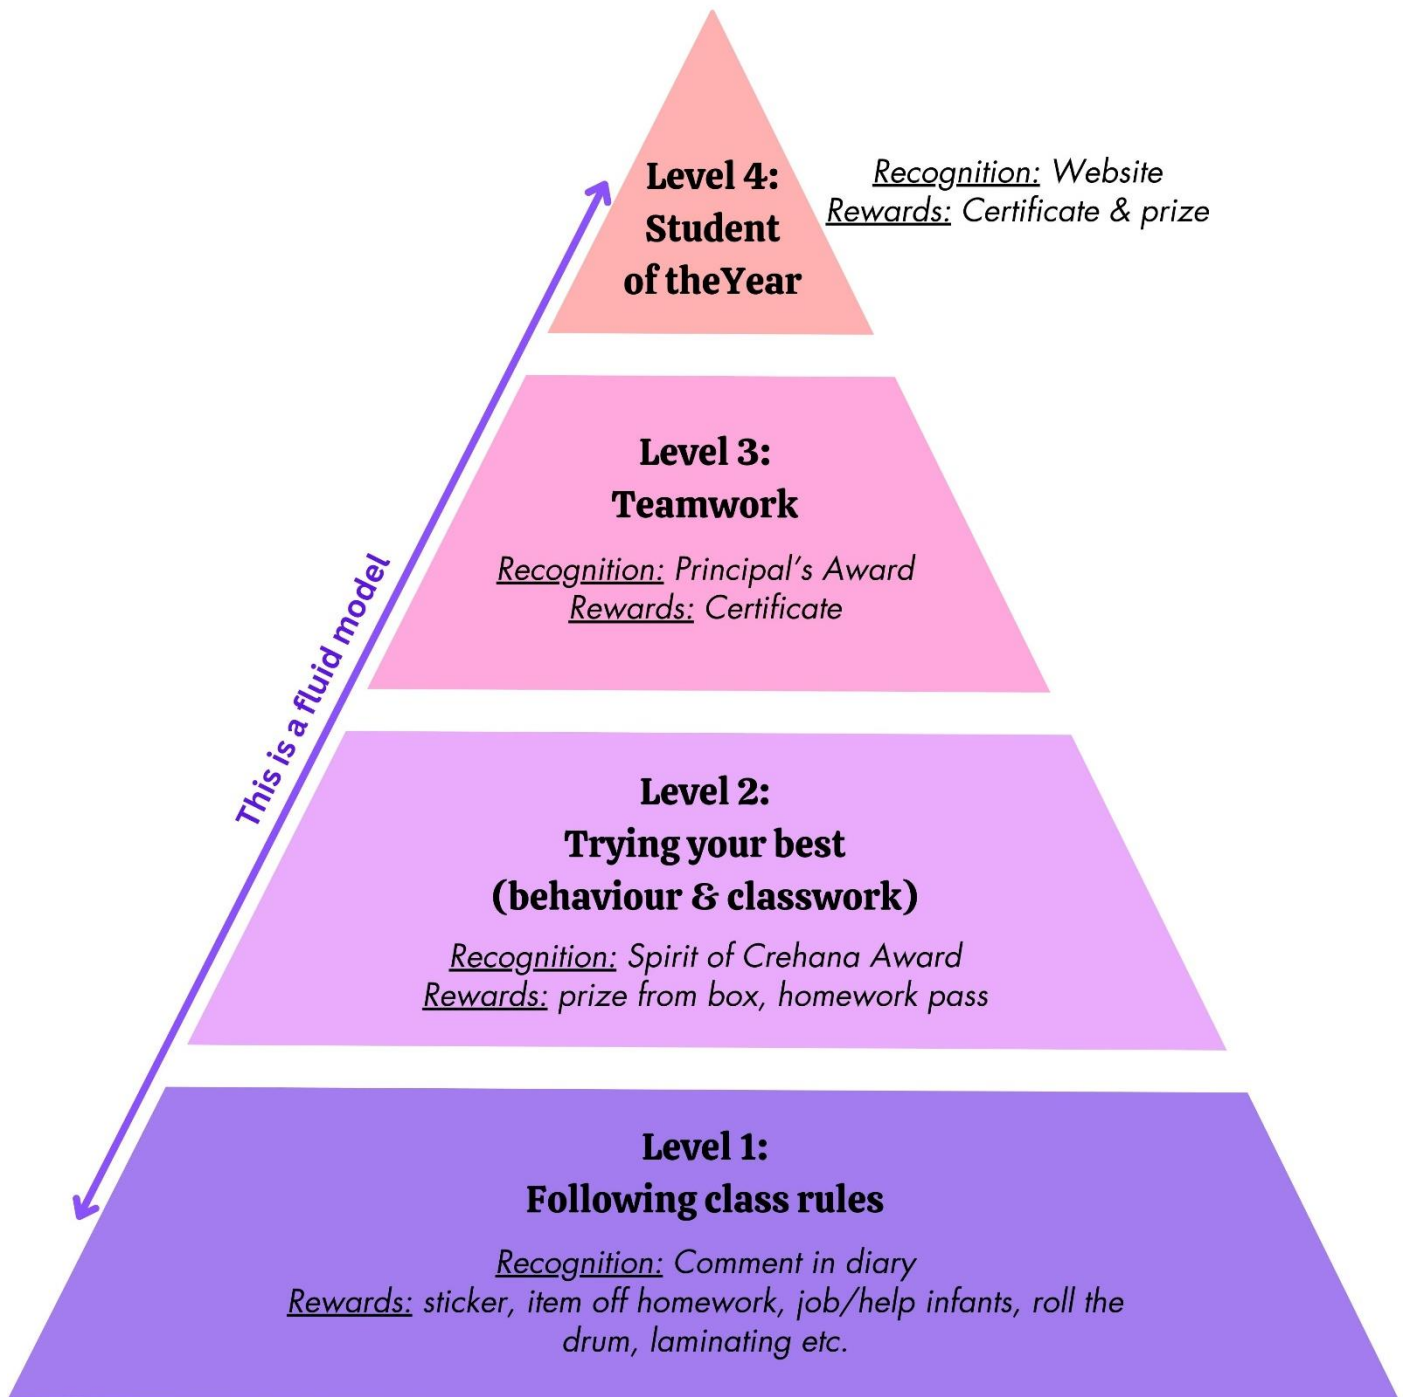 Level 4:
Student
of theYear
Recognition: Website
Rewards: Certificate & prize
This is a fluid model
Level 3:
Teamwork
Recognition: Principal’s Award
Rewards: Certificate
Level 2:
Trying your best
(behaviour & classwork)
Recognition: Spirit of Crehana Award
Rewards: prize from box, homework pass
Level 1:
Following class rules
Recognition: Comment in diary
Rewards: sticker, item off homework, job/help infants, roll the
drum, laminating etc.